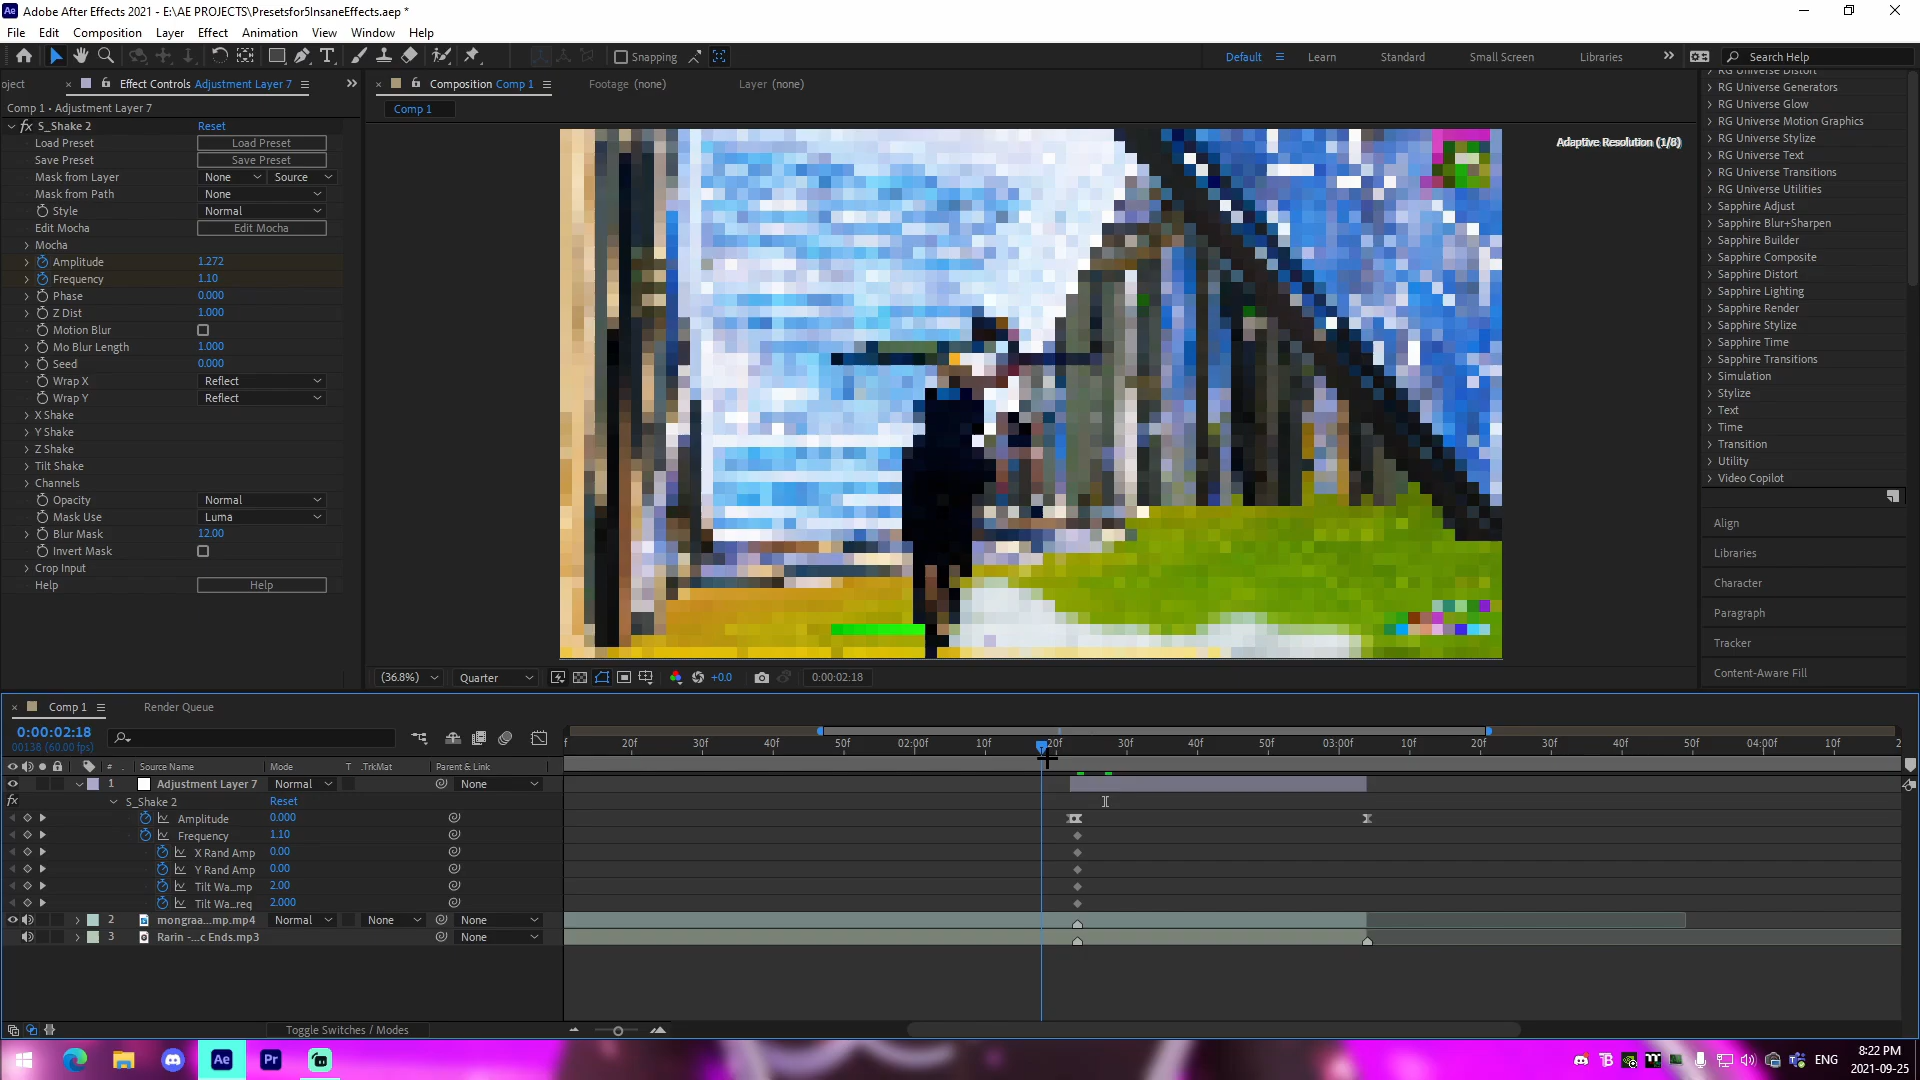 Adobe After Effects 2021 - E:\AE PROJECTS\Presetsfor5InsaneEffects.aep *
File Edit Composition Layer Effect Animation View Window Help
Snapping
Default Learn Standard Small Screen Libraries Search Help
oject Effect Controls Adjustment Layer 7
Comp 1 • Adjustment Layer 7
S_Shake 2 Reset
Load Preset Load Preset
Save Preset Save Preset
Mask from Layer None Source
Mask from Path None
Style Normal
Edit Mocha Edit Mocha
Mocha
Amplitude 1.272
Frequency 1.10
Phase 0.000
Z Dist 1.000
Motion Blur
Mo Blur Length 1.000
Seed 0.000
Wrap X Reflect
Wrap Y Reflect
X Shake
Y Shake
Z Shake
Tilt Shake
Channels
Opacity Normal
Mask Use Luma
Blur Mask 12.00
Invert Mask
Crop Input
Help Help
Composition Comp 1 Footage (none) Layer (none)
Comp 1
Adaptive Resolution (1/8)
(36.8%) Quarter +0.0 0:00:02:18
RG Universe Distort
RG Universe Generators
RG Universe Glow
RG Universe Motion Graphics
RG Universe Stylize
RG Universe Text
RG Universe Transitions
RG Universe Utilities
Sapphire Adjust
Sapphire Blur+Sharpen
Sapphire Builder
Sapphire Composite
Sapphire Distort
Sapphire Lighting
Sapphire Render
Sapphire Stylize
Sapphire Time
Sapphire Transitions
Simulation
Stylize
Text
Time
Transition
Utility
Video Copilot
Align
Libraries
Character
Paragraph
Tracker
Content-Aware Fill
Comp 1 Render Queue
0:00:02:18
00138 (60.00 fps)
f 20f 30f 40f 50f 02:00f 10f 20f 30f 40f 50f 03:00f 10f 20f 30f 40f 50f 04:00f 10f 2
# Source Name Mode T .TrkMat Parent & Link
1 Adjustment Layer 7 Normal None
fx S_Shake 2 Reset
Amplitude 0.000
Frequency 1.10
X Rand Amp 0.00
Y Rand Amp 0.00
Tilt Wa...mp 2.00
Tilt Wa...req 2.000
2 mongraa...mp.mp4 Normal None None
3 Rarin -...c Ends.mp3 None
Toggle Switches / Modes
Ae Pr ENG 8:22 PM
2021-09-25